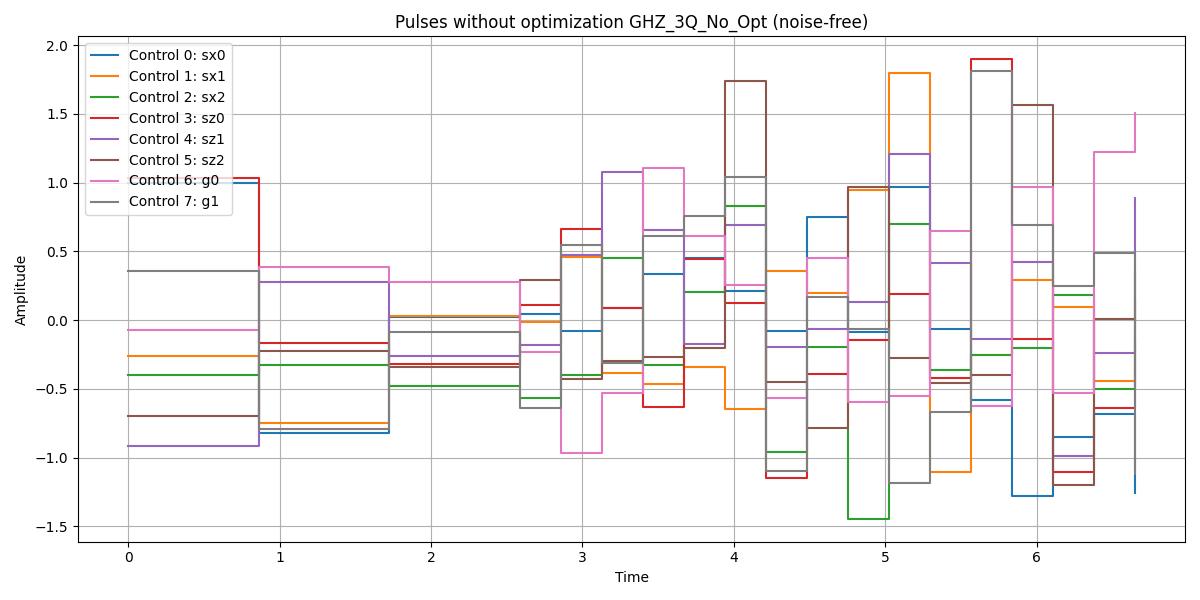 Pulses without optimization GHZ_3Q_No_Opt (noise-free)
Control 0: sx0
Control 1: sx1
Control 2: sx2
Control 3: sz0
Control 4: sz1
Control 5: sz2
Control 6: g0
Control 7: g1
Amplitude
2.0
1.5
1.0
0.5
0.0
−0.5
−1.0
−1.5
0 1 2 3 4 5 6
Time